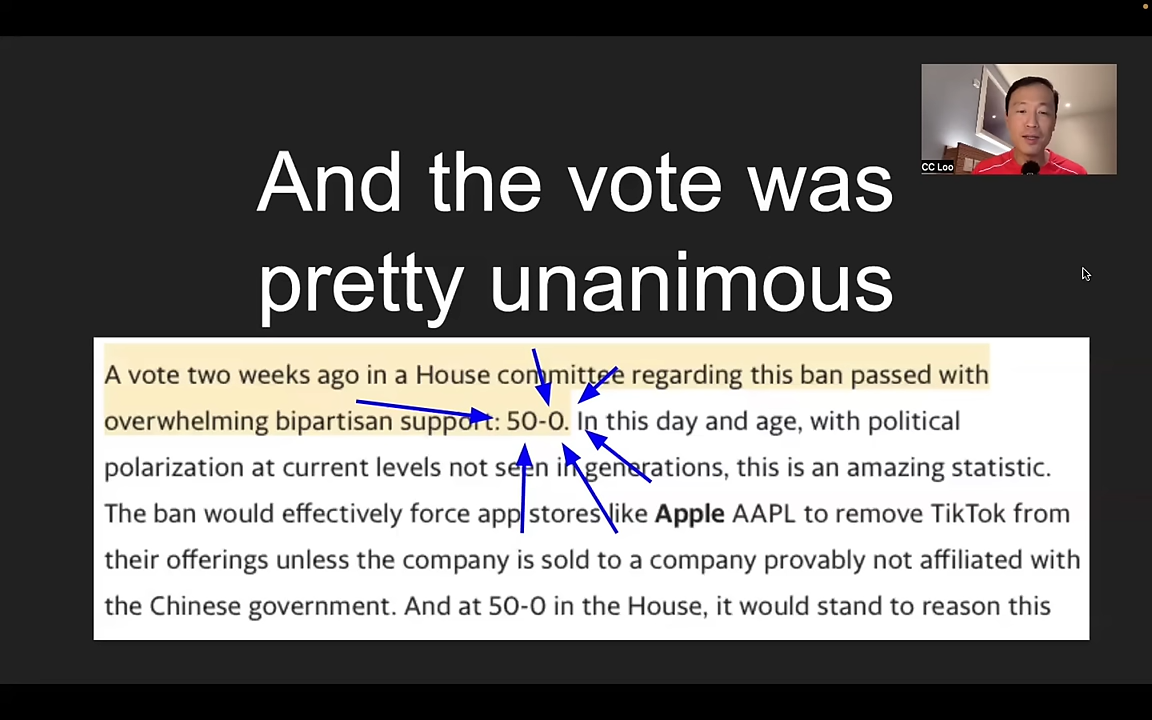 And the vote was
pretty unanimous
CC Loo
A vote two weeks ago in a House committee regarding this ban passed with
overwhelming bipartisan support: 50-0. In this day and age, with political
polarization at current levels not seen in generations, this is an amazing statistic.
The ban would effectively force app stores like Apple AAPL to remove TikTok from
their offerings unless the company is sold to a company provably not affiliated with
the Chinese government. And at 50-0 in the House, it would stand to reason this